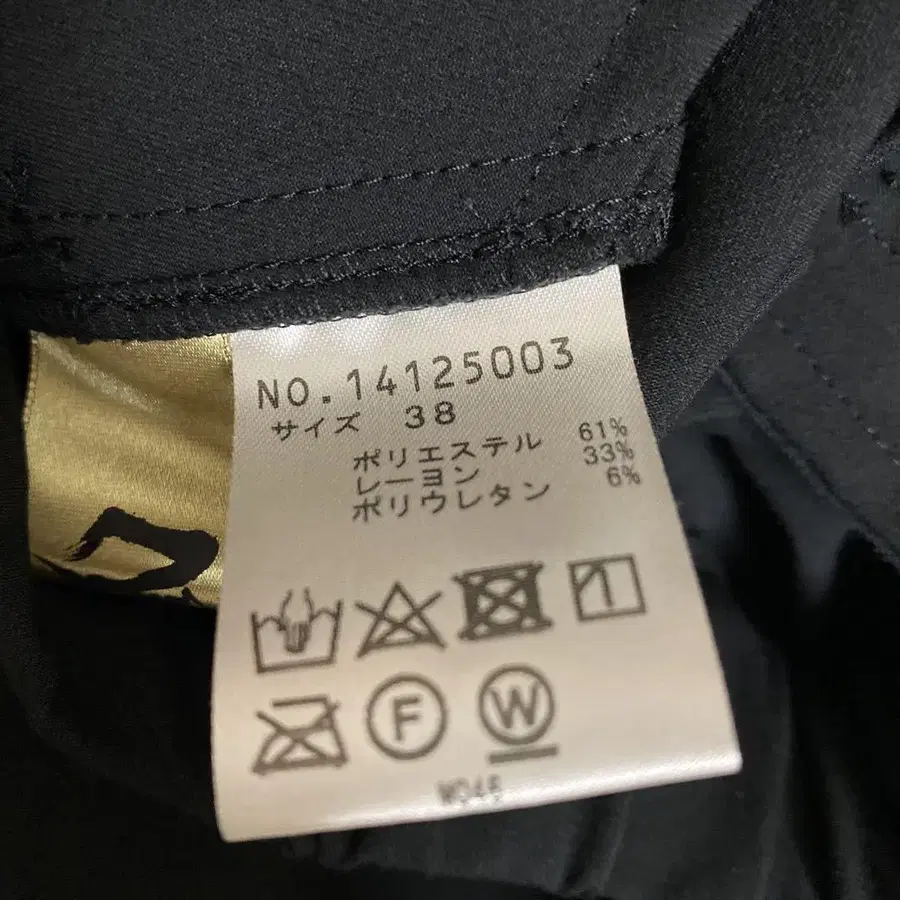 NO.14125003
サイズ 38
ポリエステル 61%
レーヨン 33%
ポリウレタン 6%
F W
W046